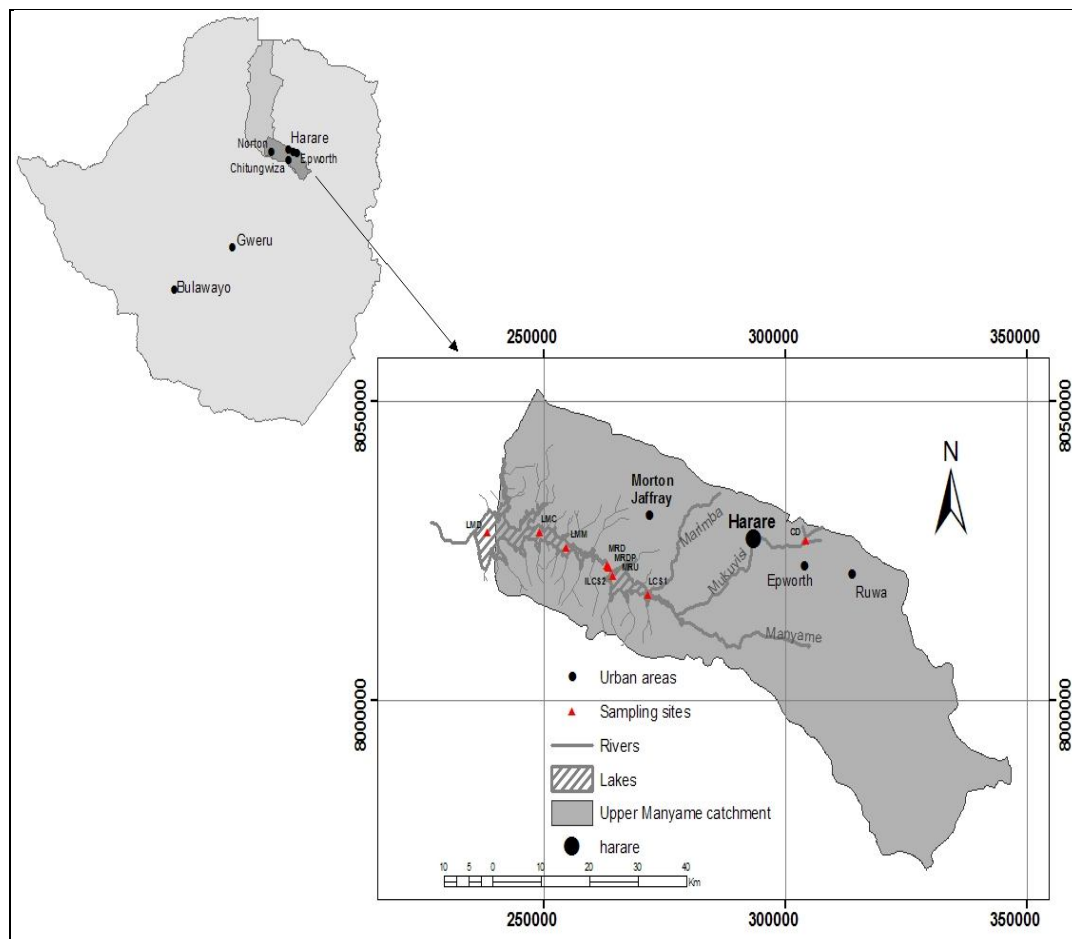 Harare
Norton
Epworth
Chitungwiza
Gweru
Bulawayo
250000
300000
350000
8050000
8050000
N
Morton
Jaffray
Marimba
Harare
CD
LMD
LMC
LMM
MRD
MRDP
MRU
ILCS2
LCS1
Mukuvisi
Epworth
Ruwa
Manyame
Urban areas
Sampling sites
8000000
8000000
Rivers
Lakes
Upper Manyame catchment
harare
10 5 0 10 20 30 40
Km
250000
300000
350000